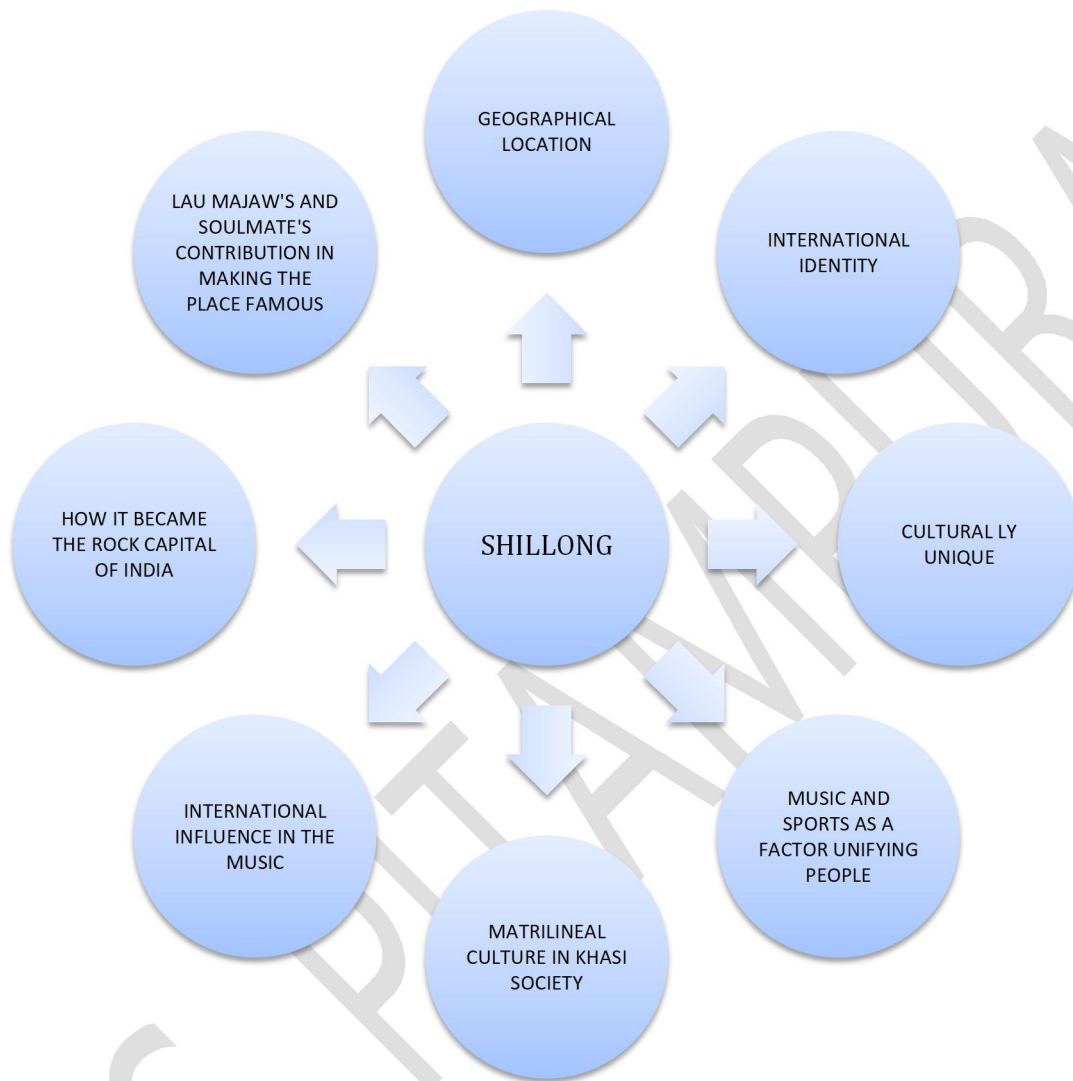 GEOGRAPHICAL
LOCATION
INTERNATIONAL
IDENTITY
CULTURAL LY
UNIQUE
MUSIC AND
SPORTS AS A
FACTOR UNIFYING
PEOPLE
MATRILINEAL
CULTURE IN KHASI
SOCIETY
INTERNATIONAL
INFLUENCE IN THE
MUSIC
HOW IT BECAME
THE ROCK CAPITAL
OF INDIA
LAU MAJAW'S AND
SOULMATE'S
CONTRIBUTION IN
MAKING THE
PLACE FAMOUS
SHILLONG